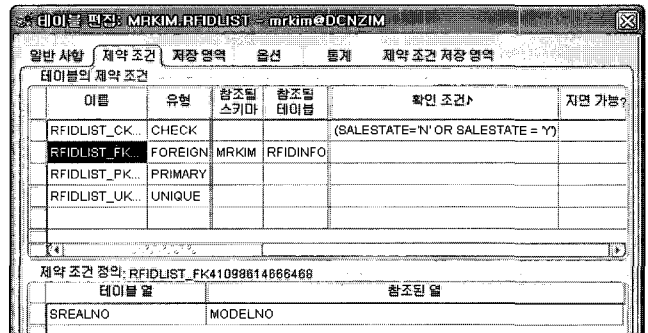 테이블 편집: MRKIM.RFIDLIST - mrkim@DCNZIM
일반 사항 제약 조건 저장 영역 옵션 통계 제약 조건 저장 영역
테이블의 제약 조건
이름 유형 참조될 스키마 참조될 테이블 확인 조건 지연 가능?
RFIDLIST_CK... CHECK (SALESTATE='N' OR SALESTATE = 'Y')
RFIDLIST_FK... FOREIGN MRKIM RFIDINFO
RFIDLIST_PK... PRIMARY
RFIDLIST_UK... UNIQUE
제약 조건 정의: RFIDLIST_FK41098614866468
테이블 열 참조된 열
SREALNO MODELNO